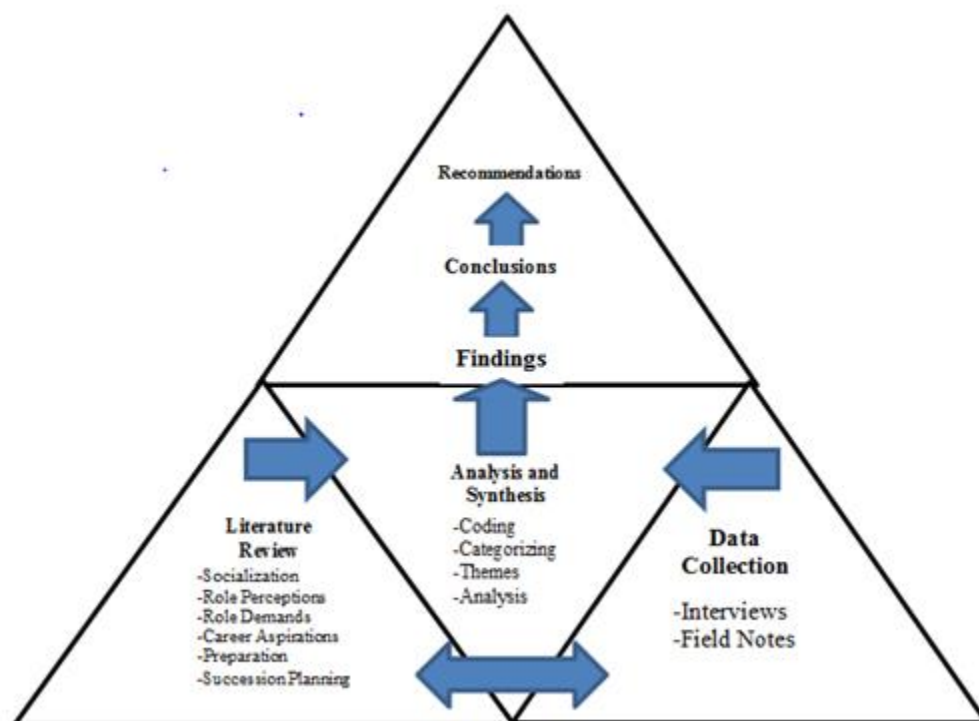 Recommendations
Conclusions
Findings
Analysis and
Synthesis
-Coding
-Categorizing
-Themes
-Analysis
Literature
Review
-Socialization
-Role Perceptions
-Role Demands
-Career Aspirations
-Preparation
-Succession Planning
Data
Collection
-Interviews
-Field Notes